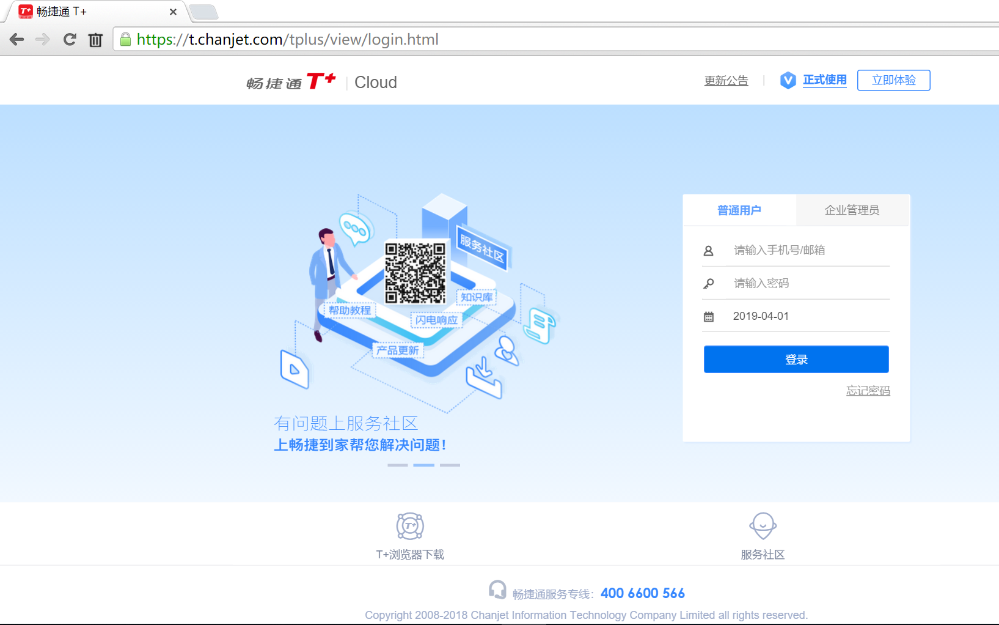 畅捷通 T+
https://t.chanjet.com/tplus/view/login.html
畅捷通 T+ | Cloud
更新公告
正式使用
立即体验
服务社区
知识库
帮助教程
闪电响应
产品更新
有问题上服务社区
上畅捷到家帮您解决问题！
普通用户
企业管理员
请输入手机号/邮箱
请输入密码
2019-04-01
登录
忘记密码
T+
T+浏览器下载
服务社区
畅捷通服务专线：400 6600 566
Copyright 2008-2018 Chanjet Information Technology Company Limited all rights reserved.